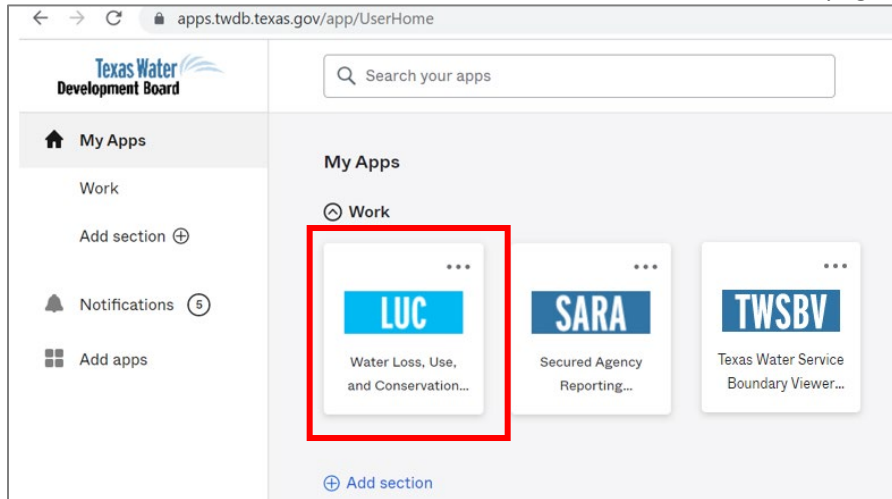 apps.twdb.texas.gov/app/UserHome
Texas Water
Development Board
Search your apps
My Apps
Work
Add section
Notifications 5
Add apps
My Apps
Work
LUC
Water Loss, Use,
and Conservation...
SARA
Secured Agency
Reporting...
TWSBV
Texas Water Service
Boundary Viewer...
Add section